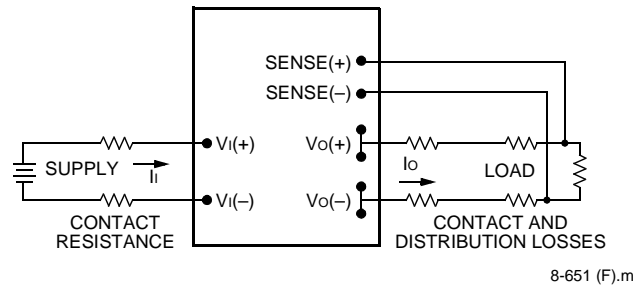 SENSE(+)
SENSE(–)
VI(+)
VO(+)
SUPPLY
II
IO
LOAD
VI(–)
VO(–)
CONTACT
RESISTANCE
CONTACT AND
DISTRIBUTION LOSSES
8-651 (F).m